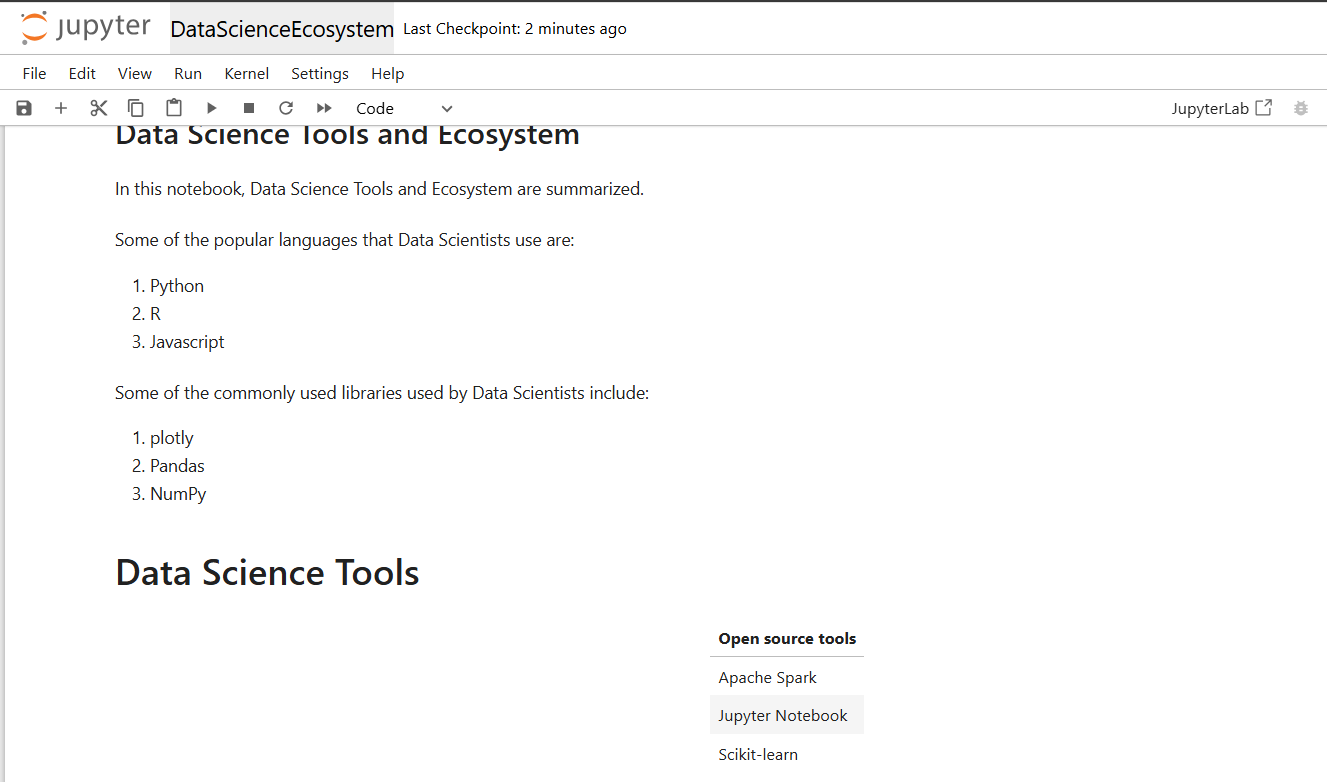 jupyter DataScienceEcosystem Last Checkpoint: 2 minutes ago
File Edit View Run Kernel Settings Help
Code JupyterLab
Data Science Tools and Ecosystem
In this notebook, Data Science Tools and Ecosystem are summarized.
Some of the popular languages that Data Scientists use are:
1. Python
2. R
3. Javascript
Some of the commonly used libraries used by Data Scientists include:
1. plotly
2. Pandas
3. NumPy
Data Science Tools
Open source tools
Apache Spark
Jupyter Notebook
Scikit-learn